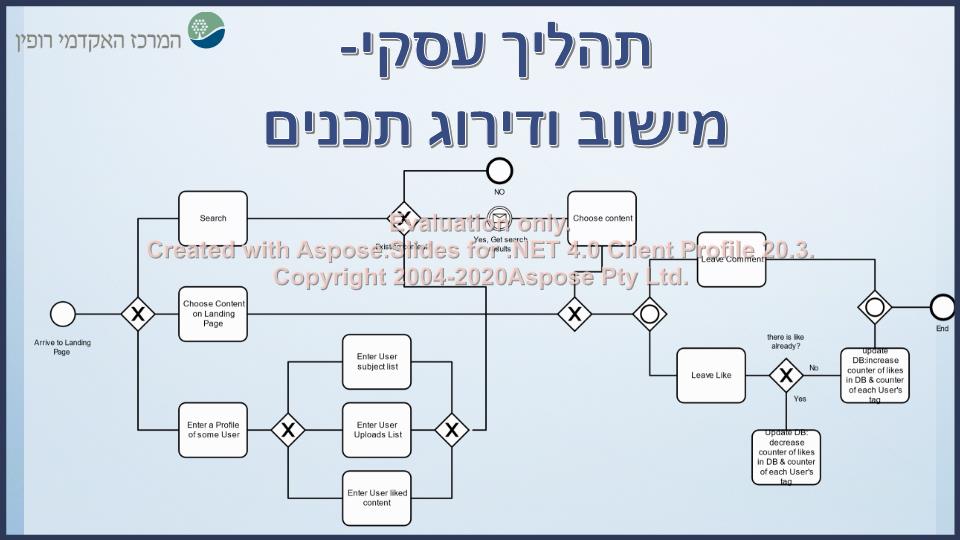 המרכז האקדמי רופין
תהליך עסקי-
מישוב ודירוג תכנים
NO
Search
Yes, Get search
results
Choose content
Evaluation only.
Created with Aspose.Slides for .NET 4.0 Client Profile 20.3.
Copyright 2004-2020Aspose Pty Ltd.
Leave Comment
Choose Content
on Landing
Page
Arrive to Landing
Page
End
there is like
already?
Enter User
subject list
Leave Like
No
Yes
update
DB:increase
counter of likes
in DB & counter
of each User's
tag
Enter a Profile
of some User
Enter User
Uploads List
Update DB:
decrease
counter of likes
in DB & counter
of each User's
tag
Enter User liked
content